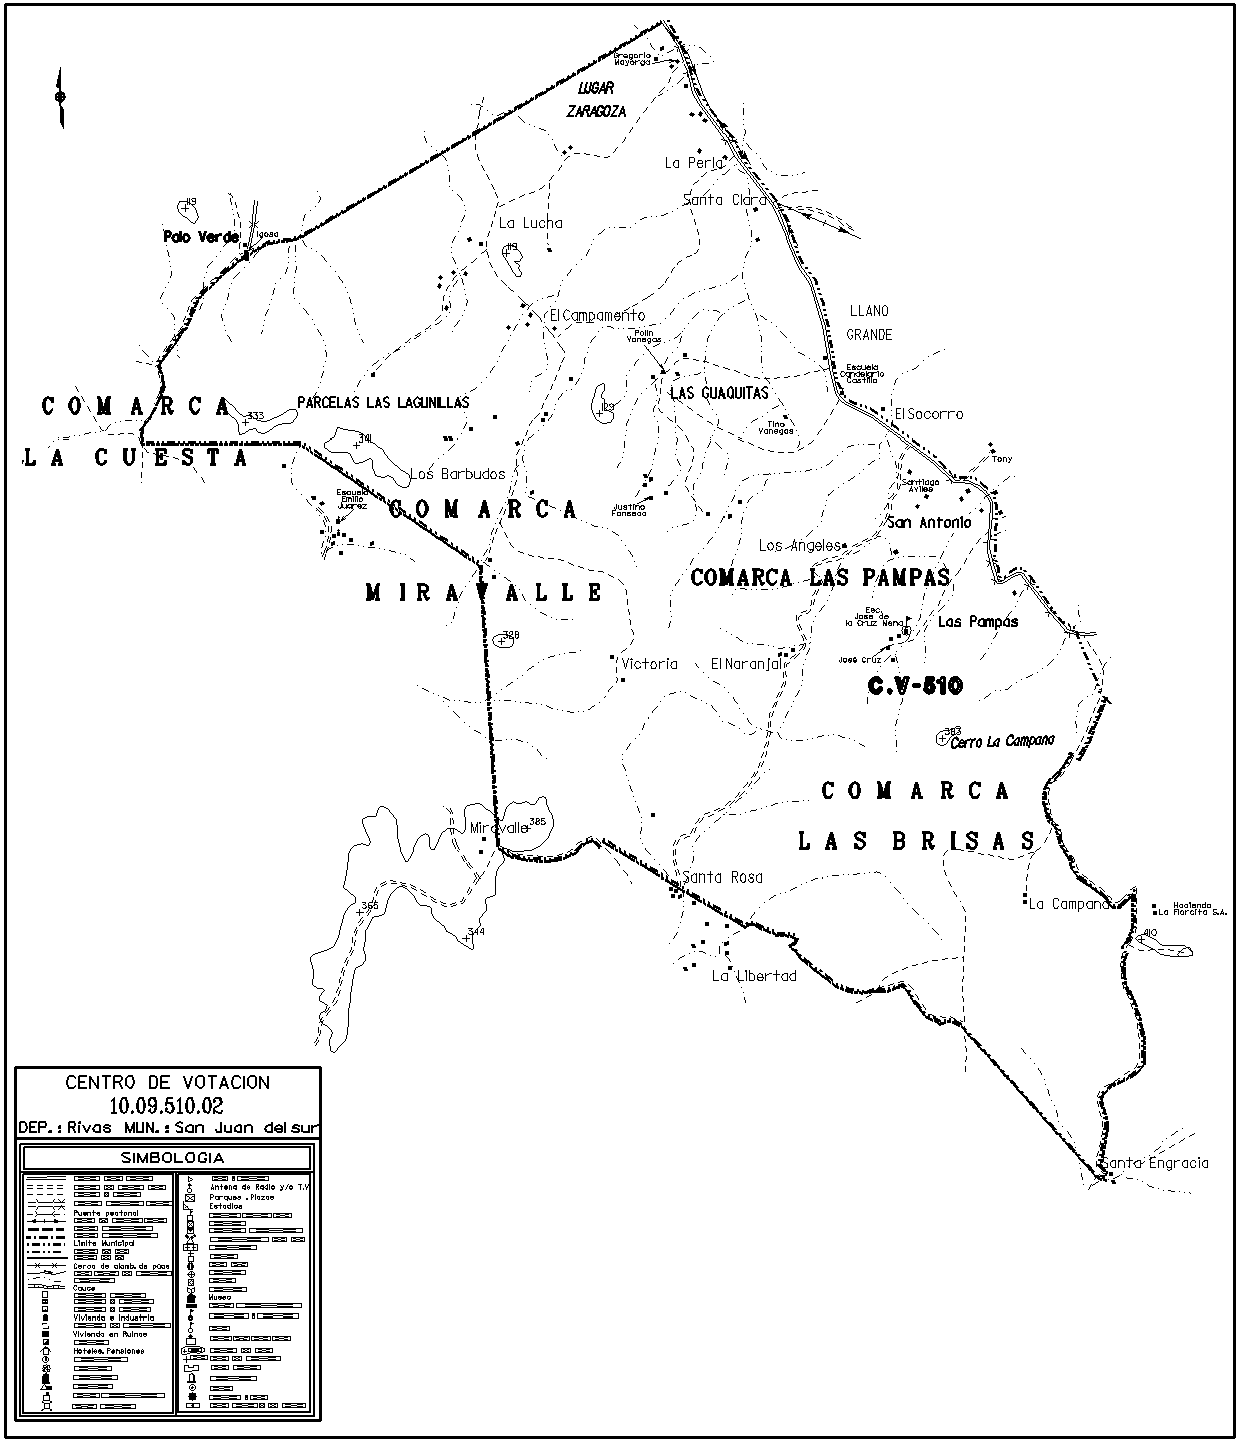 Gregorio
Mayorga
LUGAR
ZARAGOZA
La Perla
Santa Clara
119
Palo Verde
La Lucha
119
El Campamento
LLANO
GRANDE
Polin
Vanegas
Escuela
Candelario
Castillo
COMARCA
LA CUESTA
333
PARCELAS LAS LAGUNILLAS
LAS GUAQUITAS
129
Tino
Vanegas
El Socorro
341
Los Barbudos
Tony
Escuela
Emilio
Juarez
COMARCA
MIRAVALLE
Justino
Fonseca
Santiago
Aviles
San Antonio
Los Angeles
COMARCA LAS PAMPAS
Esc.
Jose de
la Cruz Mena
Las Pampas
328
Victoria
El Naranjal
José Cruz
C.V-510
383
Cerro La Campana
COMARCA
LAS BRISAS
Miravalle
385
Santa Rosa
La Campana
Hacienda
La Florcita S.A.
365
344
410
La Libertad
Santa Engracia
CENTRO DE VOTACION
10.09.510.02
DEP.: Rivas MUN.: San Juan del sur
SIMBOLOGIA
Puente peatonal
Limite Municipal
Cerca de alamb. de púas
Cauce
Vivienda e Industria
Vivienda en Ruinas
Hoteles, Pensiones
Antena de Radio y/o T.V
Parques , Plazas
Estadios
Museo